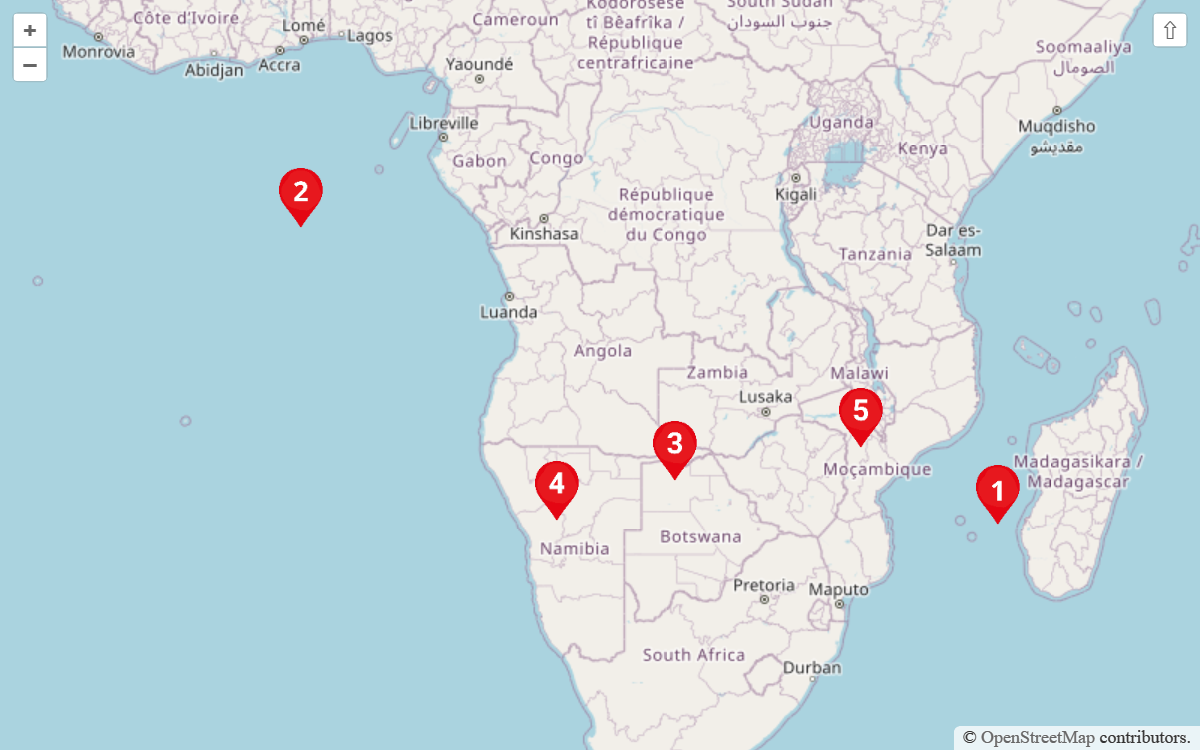 +
−
⇧
Kodorosese
tî Bêafrîka /
République
centrafricaine
South Sudan
جنوب السودان
Côte d'Ivoire
Cameroun
Lomé
Lagos
Monrovia
Abidjan
Accra
Yaoundé
Soomaaliya
الصومال
Libreville
Uganda
Muqdisho
مقديشو
Gabon
Congo
Kenya
2
Kigali
République
démocratique
du Congo
Kinshasa
Dar es-
Salaam
Tanzania
Luanda
Angola
Zambia
Malawi
Lusaka
5
3
Moçambique
Madagasikara /
Madagascar
4
1
Namibia
Botswana
Pretoria
Maputo
South Africa
Durban
© OpenStreetMap contributors.